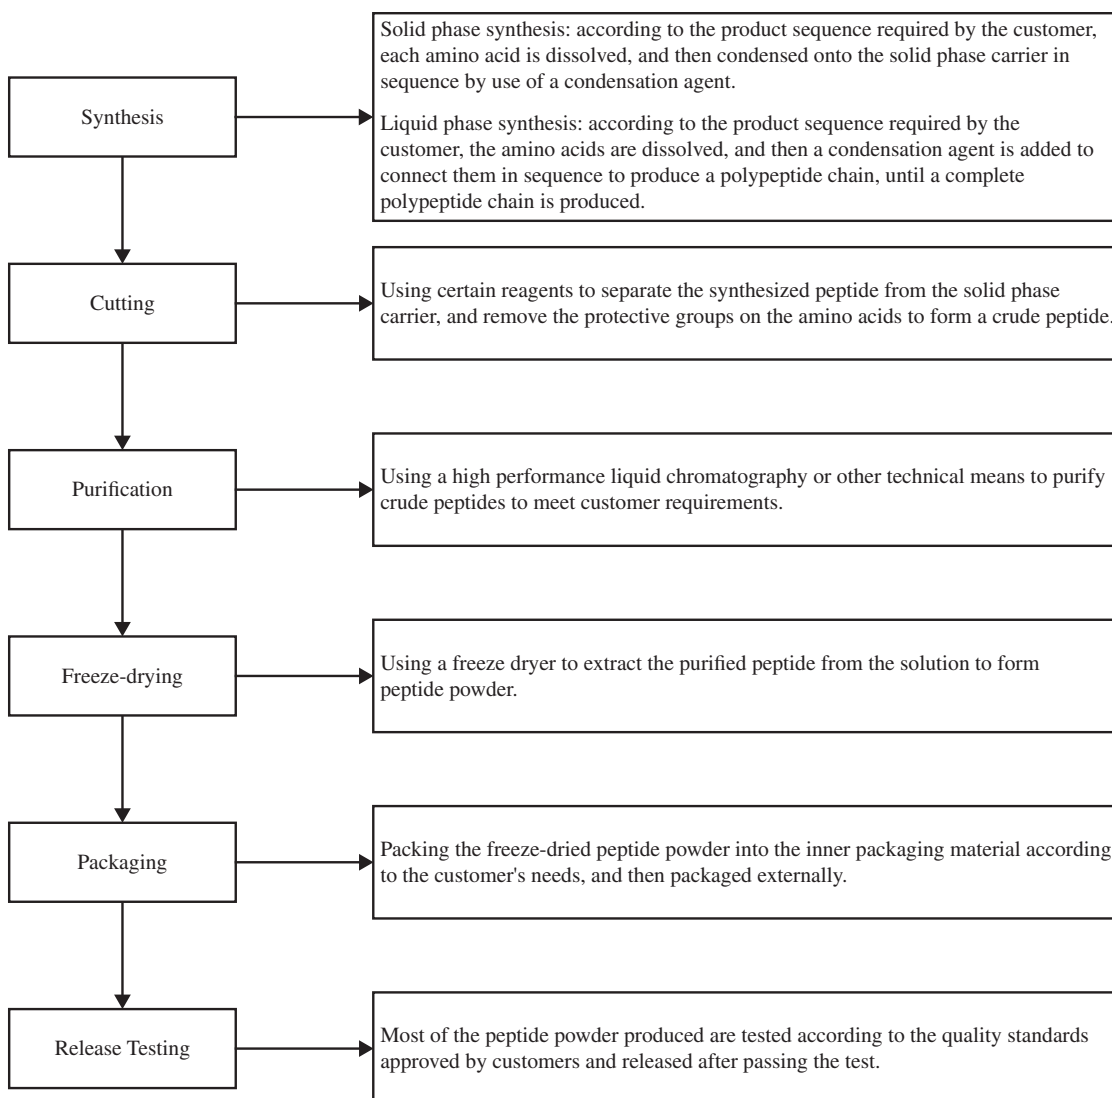 Synthesis
Solid phase synthesis: according to the product sequence required by the customer,
each amino acid is dissolved, and then condensed onto the solid phase carrier in
sequence by use of a condensation agent.
Liquid phase synthesis: according to the product sequence required by the
customer, the amino acids are dissolved, and then a condensation agent is added to
connect them in sequence to produce a polypeptide chain, until a complete
polypeptide chain is produced.
Cutting
Using certain reagents to separate the synthesized peptide from the solid phase
carrier, and remove the protective groups on the amino acids to form a crude peptide.
Purification
Using a high performance liquid chromatography or other technical means to purify
crude peptides to meet customer requirements.
Freeze-drying
Using a freeze dryer to extract the purified peptide from the solution to form
peptide powder.
Packaging
Packing the freeze-dried peptide powder into the inner packaging material according
to the customer's needs, and then packaged externally.
Release Testing
Most of the peptide powder produced are tested according to the quality standards
approved by customers and released after passing the test.